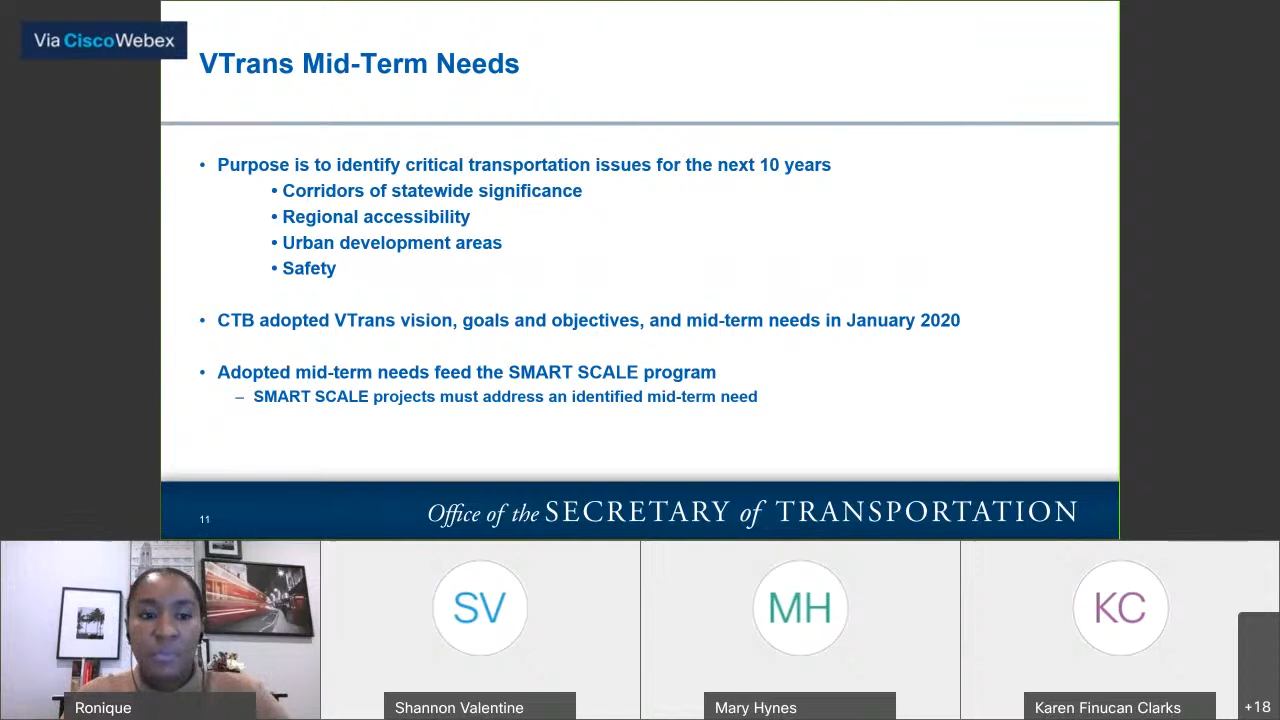 Via CiscoWebex
VTrans Mid-Term Needs
• Purpose is to identify critical transportation issues for the next 10 years
• Corridors of statewide significance
• Regional accessibility
• Urban development areas
• Safety
• CTB adopted VTrans vision, goals and objectives, and mid-term needs in January 2020
• Adopted mid-term needs feed the SMART SCALE program
– SMART SCALE projects must address an identified mid-term need
11
Office of the SECRETARY of TRANSPORTATION
SV
MH
KC
Ronique
Shannon Valentine
Mary Hynes
Karen Finucan Clarks
+18